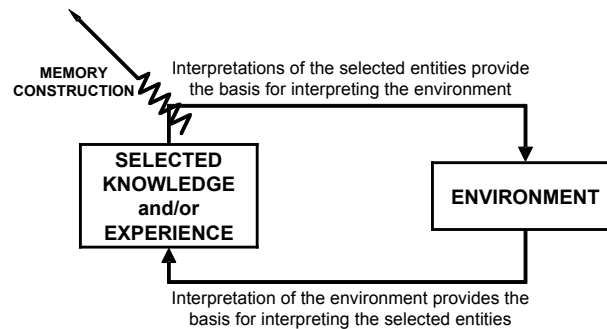 MEMORY
CONSTRUCTION
Interpretations of the selected entities provide
the basis for interpreting the environment
SELECTED
KNOWLEDGE
and/or
EXPERIENCE
ENVIRONMENT
Interpretation of the environment provides the
basis for interpreting the selected entities